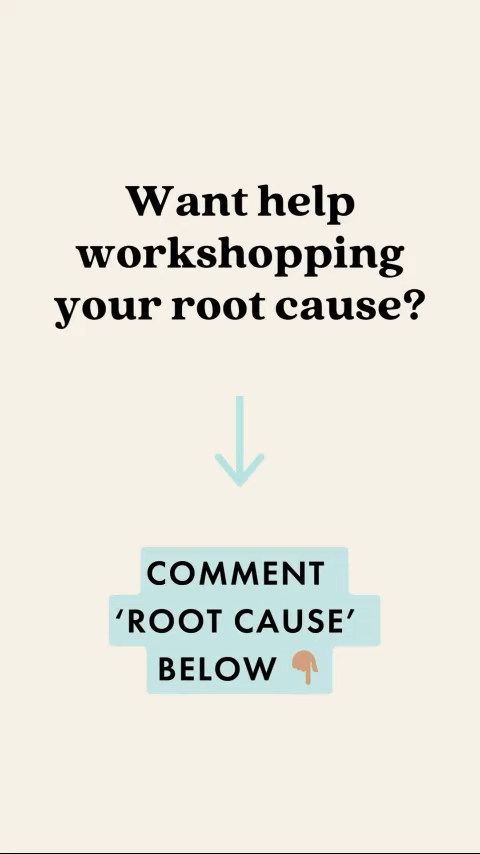 Want help
workshopping
your root cause?
COMMENT
‘ROOT CAUSE’
BELOW 👇🏽